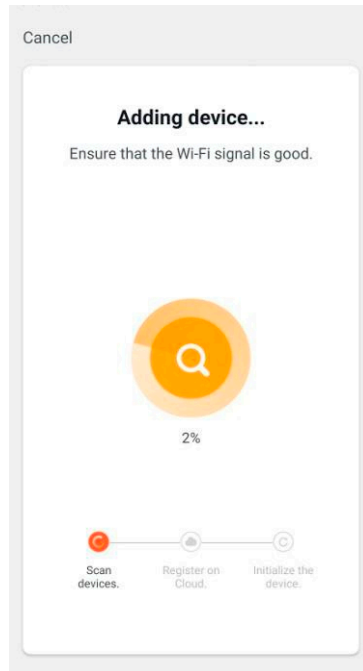 Cancel
Adding device...
Ensure that the Wi-Fi signal is good.
2%
Scan
devices.
Register on
Cloud.
Initialize the
device.